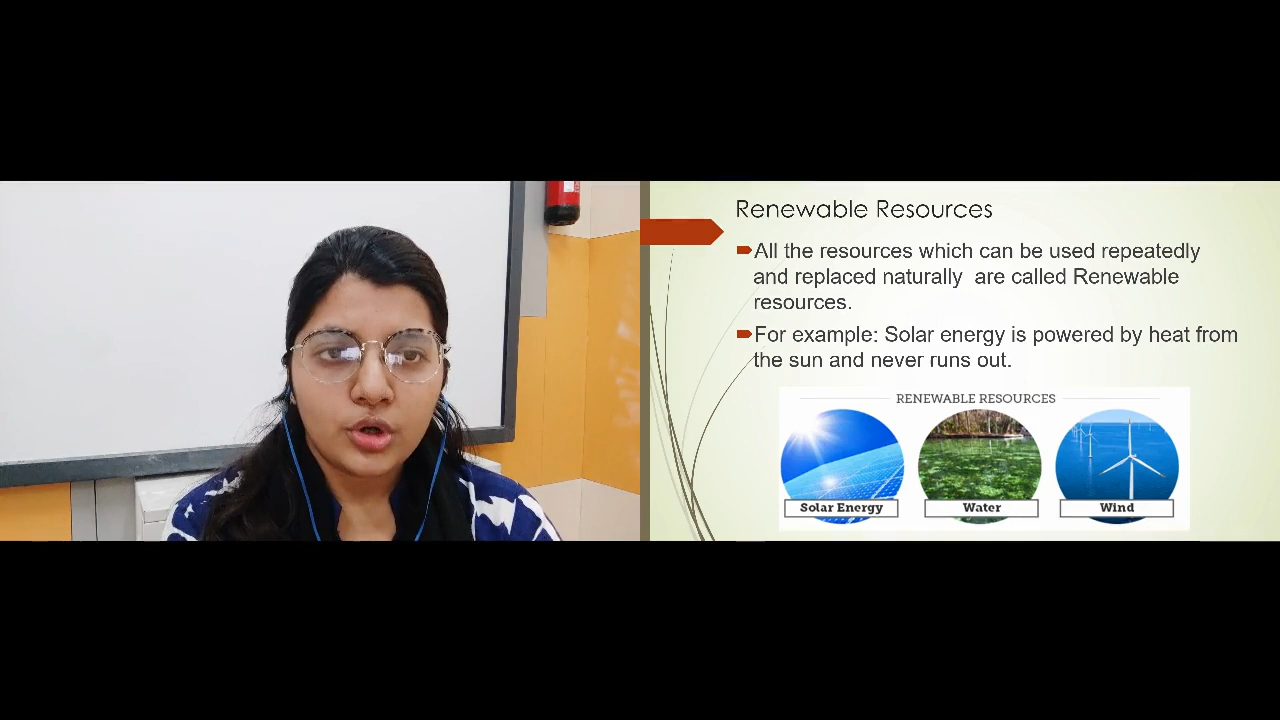 Renewable Resources
All the resources which can be used repeatedly
and replaced naturally  are called Renewable
resources.
For example: Solar energy is powered by heat from
the sun and never runs out.
RENEWABLE RESOURCES
Solar Energy
Water
Wind